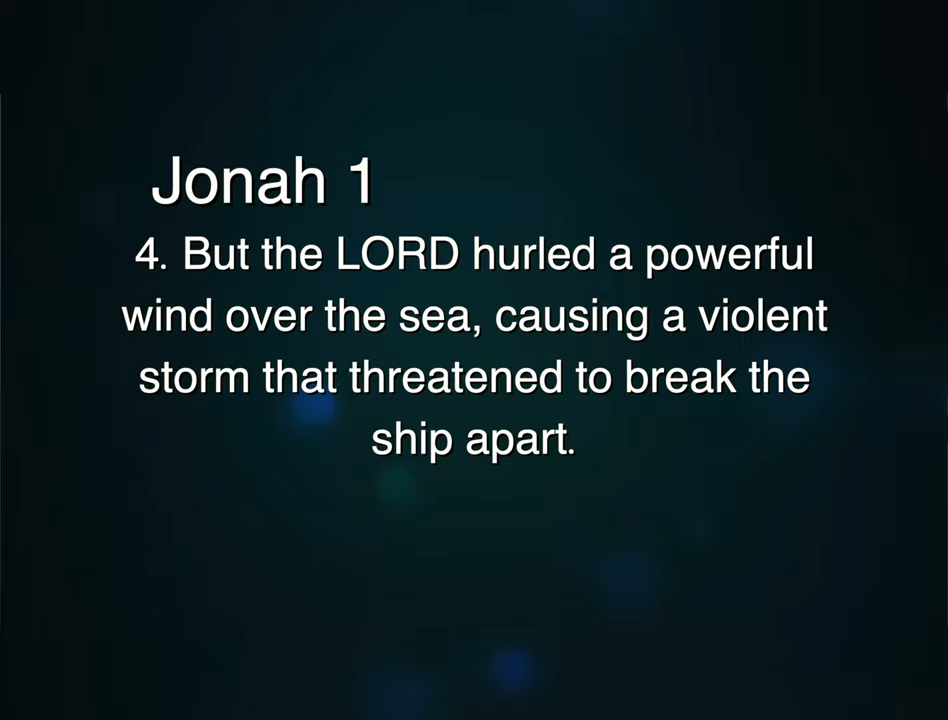 Jonah 1
4. But the LORD hurled a powerful
wind over the sea, causing a violent
storm that threatened to break the
ship apart.